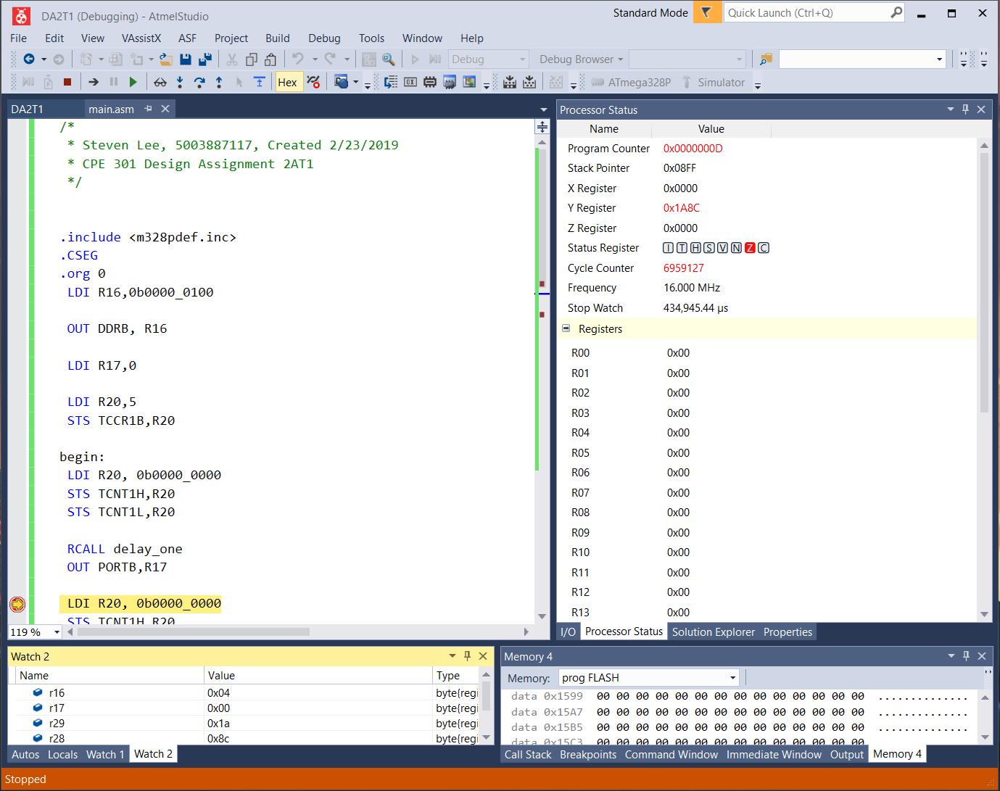 DA2T1 (Debugging) - AtmelStudio
Standard Mode
Quick Launch (Ctrl+Q)
File Edit View VAssistX ASF Project Build Debug Tools Window Help
Debug Debug Browser
Hex ATmega328P Simulator
DA2T1 main.asm
/*
* Steven Lee, 5003887117, Created 2/23/2019
* CPE 301 Design Assignment 2AT1
*/
.include <m328pdef.inc>
.CSEG
.org 0
LDI R16,0b0000_0100
OUT DDRB, R16
LDI R17,0
LDI R20,5
STS TCCR1B,R20
begin:
LDI R20, 0b0000_0000
STS TCNT1H,R20
STS TCNT1L,R20
RCALL delay_one
OUT PORTB,R17
LDI R20, 0b0000_0000
STS TCNT1H,R20
119 %
Processor Status
Name Value
Program Counter 0x0000000D
Stack Pointer 0x08FF
X Register 0x0000
Y Register 0x1A8C
Z Register 0x0000
Status Register I T H S V N Z C
Cycle Counter 6959127
Frequency 16.000 MHz
Stop Watch 434,945.44 µs
Registers
R00 0x00
R01 0x00
R02 0x00
R03 0x00
R04 0x00
R05 0x00
R06 0x00
R07 0x00
R08 0x00
R09 0x00
R10 0x00
R11 0x00
R12 0x00
R13 0x00
I/O Processor Status Solution Explorer Properties
Watch 2
Name Value Type
r16 0x04 byte{regi
r17 0x00 byte{regi
r29 0x1a byte{regi
r28 0x8c byte{regi
Autos Locals Watch 1 Watch 2
Memory 4
Memory: prog FLASH
data 0x1599 00 00 00 00 00 00 00 00 00 00 00 00 00 00 ..............
data 0x15A7 00 00 00 00 00 00 00 00 00 00 00 00 00 00 ..............
data 0x15B5 00 00 00 00 00 00 00 00 00 00 00 00 00 00 ..............
data 0x15C3 00 00 00 00 00 00 00 00 00 00 00 00 00 00 ..............
Call Stack Breakpoints Command Window Immediate Window Output Memory 4
Stopped